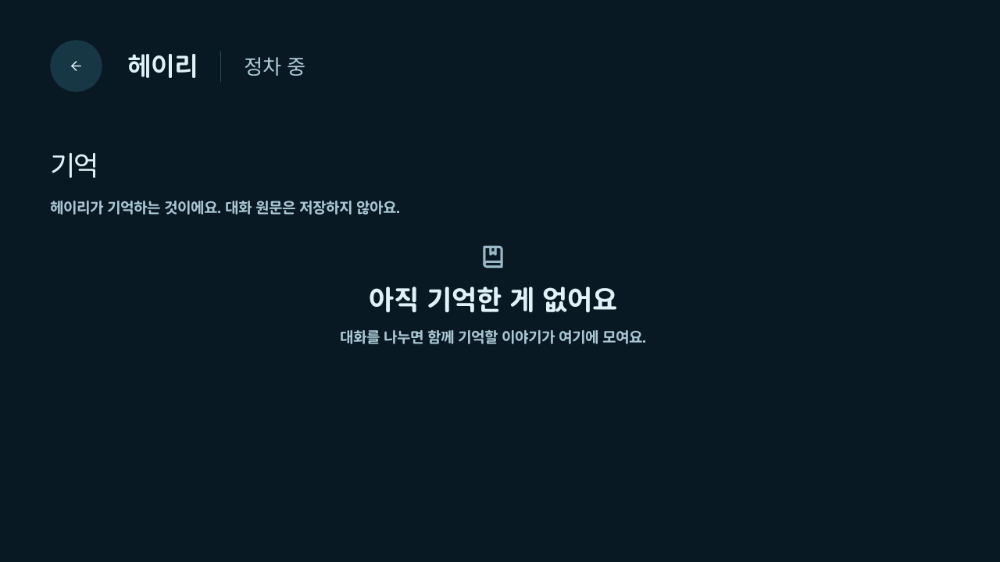 헤이리
정차 중
기억
헤이리가 기억하는 것이에요. 대화 원문은 저장하지 않아요.
아직 기억한 게 없어요
대화를 나누면 함께 기억할 이야기가 여기에 모여요.